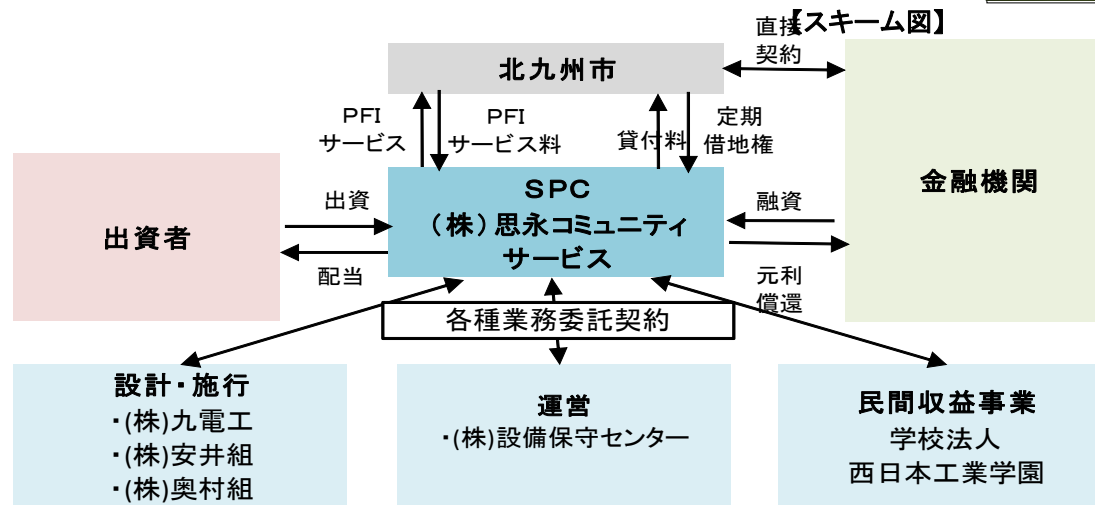 【スキーム図】
直接
契約
北九州市
PFI
サービス
PFI
サービス料
貸付料
定期
借地権
出資者
出資
配当
SPC
（株）思永コミュニティ
サービス
融資
元利
償還
金融機関
各種業務委託契約
設計・施行
・(株)九電工
・(株)安井組
・(株)奥村組
運営
・(株)設備保守センター
民間収益事業
学校法人
西日本工業学園